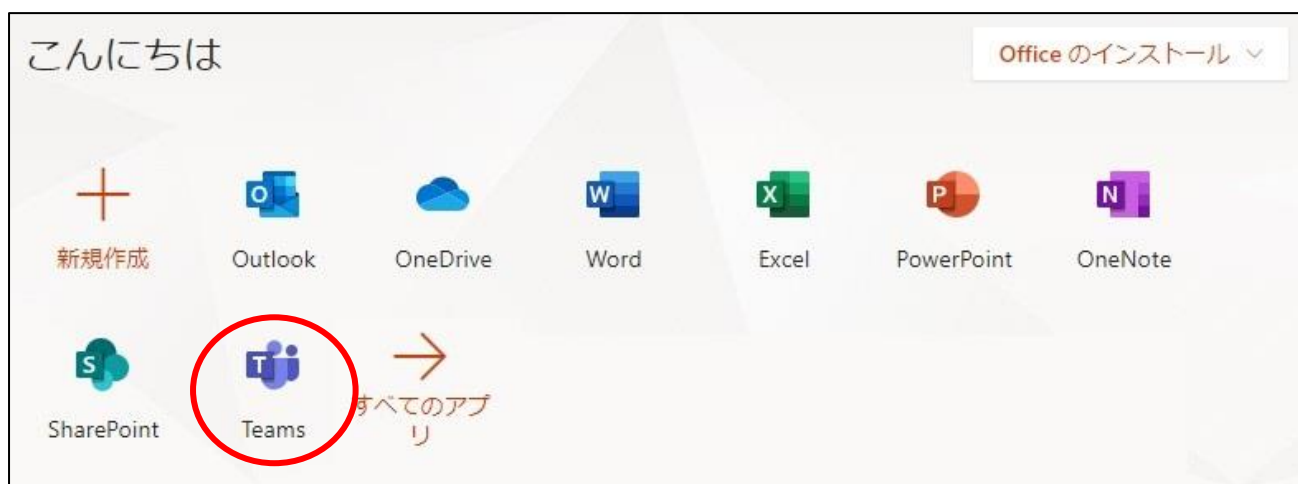 こんにちは
Office のインストール
新規作成
Outlook
OneDrive
Word
Excel
PowerPoint
OneNote
SharePoint
Teams
すべてのアプ
リ